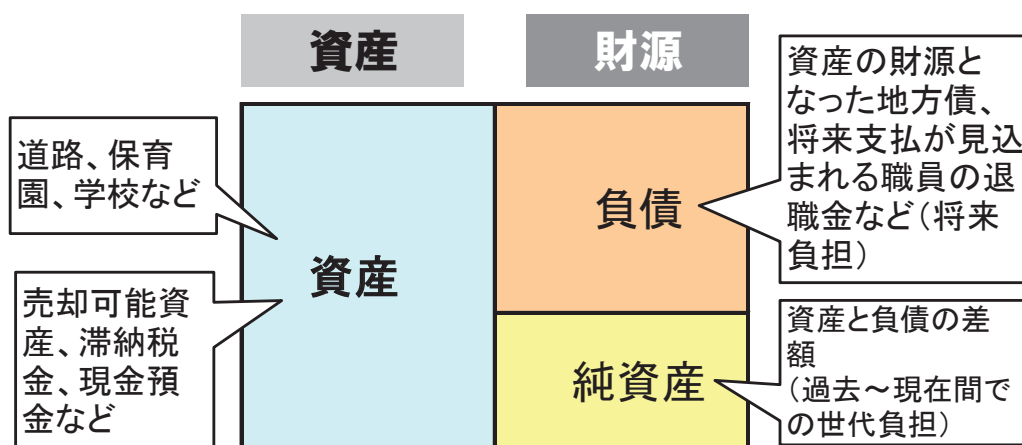 資産
財源
道路、保育
園、学校など
売却可能資
産、滞納税
金、現金預
金など
資産
負債
純資産
資産の財源と
なった地方債、
将来支払が見込
まれる職員の退
職金など（将来
負担）
資産と負債の差
額
（過去～現在間で
の世代負担）